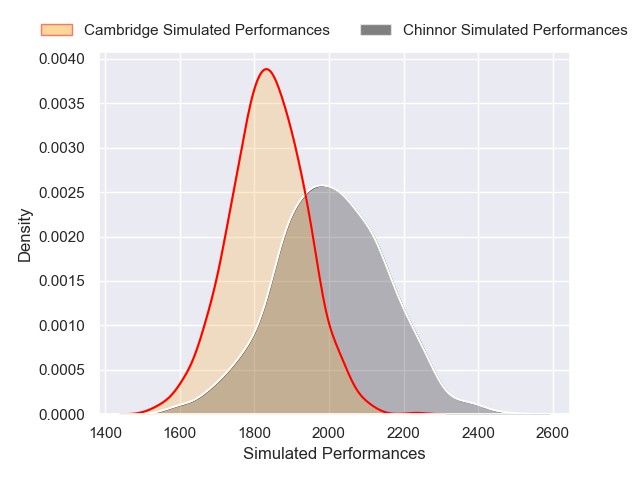 Cambridge Simulated Performances Chinnor Simulated Performances
0.0040
0.0035
0.0030
0.0025
0.0020
0.0015
0.0010
0.0005
0.0000
Density
1400 1600 1800 2000 2200 2400 2600
Simulated Performances